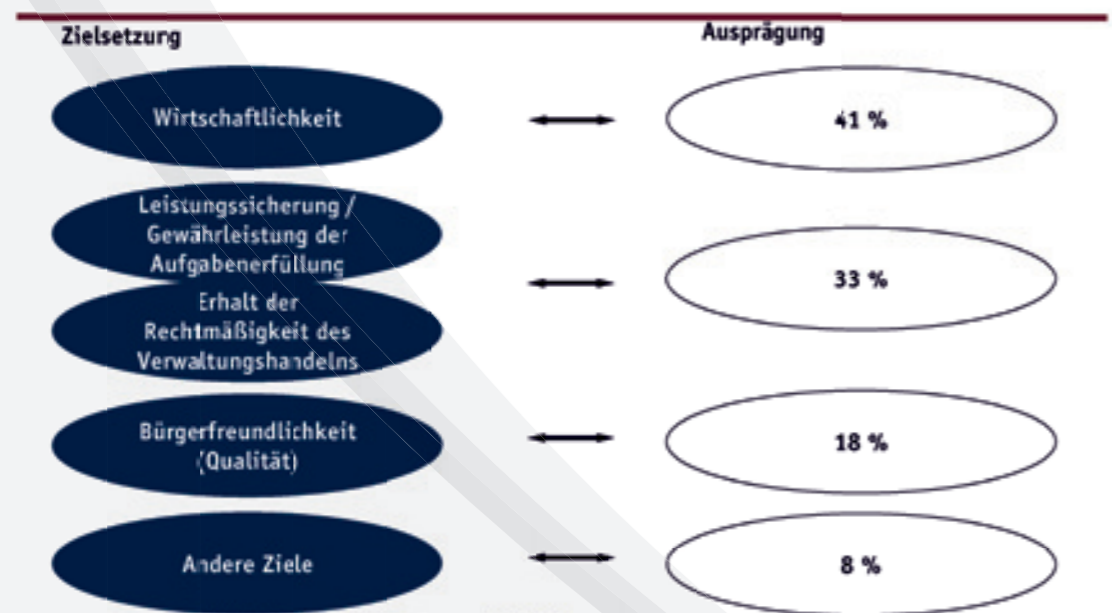 Zielsetzung
Ausprägung
Wirtschaftlichkeit
41 %
Leistungssicherung /
Gewährleistung der
Aufgabenerfüllung
Erhalt der
Rechtmäßigkeit des
Verwaltungshandelns
33 %
Bürgerfreundlichkeit
(Qualität)
18 %
Andere Ziele
8 %